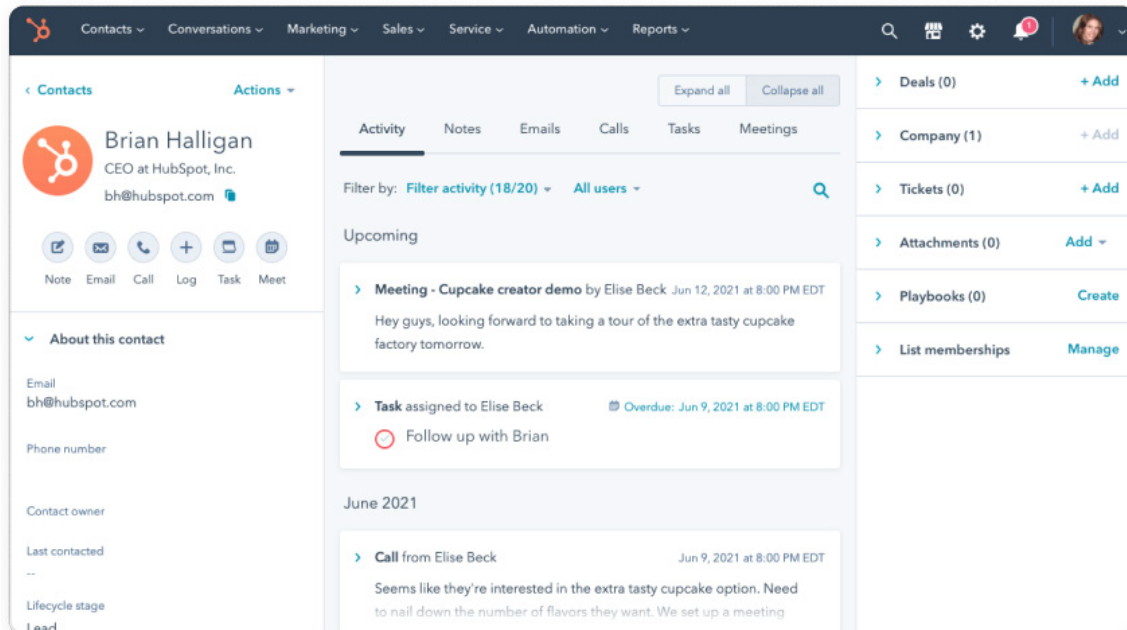 Contacts Conversations Marketing Sales Service Automation Reports 1
Contacts Actions
Brian Halligan
CEO at HubSpot, Inc.
bh@hubspot.com
Note Email Call Log Task Meet
About this contact
Email
bh@hubspot.com
Phone number
Contact owner
Last contacted
--
Lifecycle stage
Lead
Expand all Collapse all
Activity Notes Emails Calls Tasks Meetings
Filter by: Filter activity (18/20) All users
Upcoming
Meeting - Cupcake creator demo by Elise Beck Jun 12, 2021 at 8:00 PM EDT
Hey guys, looking forward to taking a tour of the extra tasty cupcake
factory tomorrow.
Task assigned to Elise Beck Overdue: Jun 9, 2021 at 8:00 PM EDT
Follow up with Brian
June 2021
Call from Elise Beck Jun 9, 2021 at 8:00 PM EDT
Seems like they're interested in the extra tasty cupcake option. Need
to nail down the number of flavors they want. We set up a meeting
Deals (0) + Add
Company (1) + Add
Tickets (0) + Add
Attachments (0) Add
Playbooks (0) Create
List memberships Manage